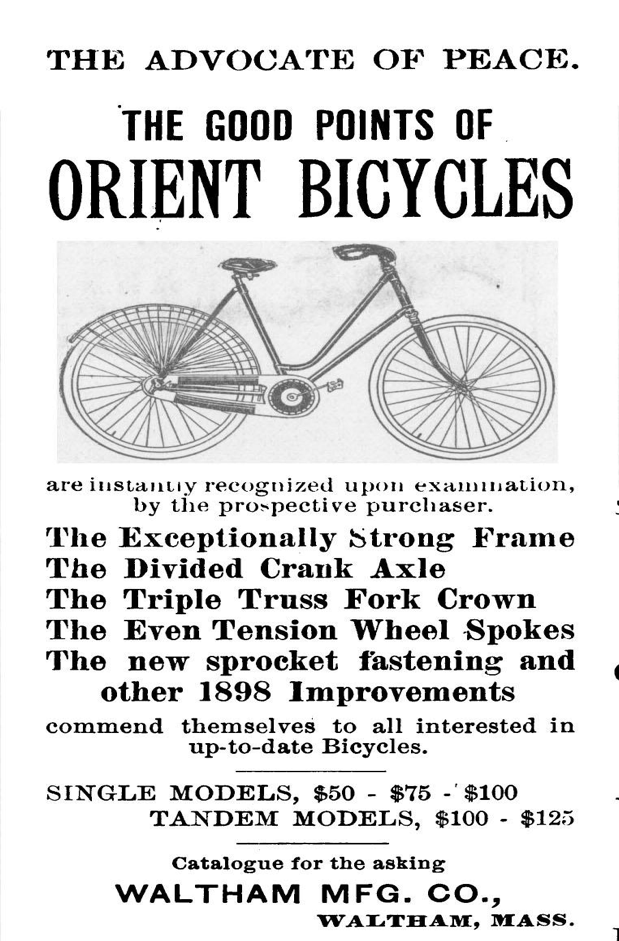 THE ADVOCATE OF PEACE.
THE GOOD POINTS OF
ORIENT BICYCLES
are instantly recognized upon examination,
by the prospective purchaser.
The Exceptionally Strong Frame
The Divided Crank Axle
The Triple Truss Fork Crown
The Even Tension Wheel Spokes
The new sprocket fastening and
other 1898 Improvements
commend themselves to all interested in
up-to-date Bicycles.
SINGLE MODELS, $50 - $75 - $100
TANDEM MODELS, $100 - $125
Catalogue for the asking
WALTHAM MFG. CO.,
WALTHAM, MASS.